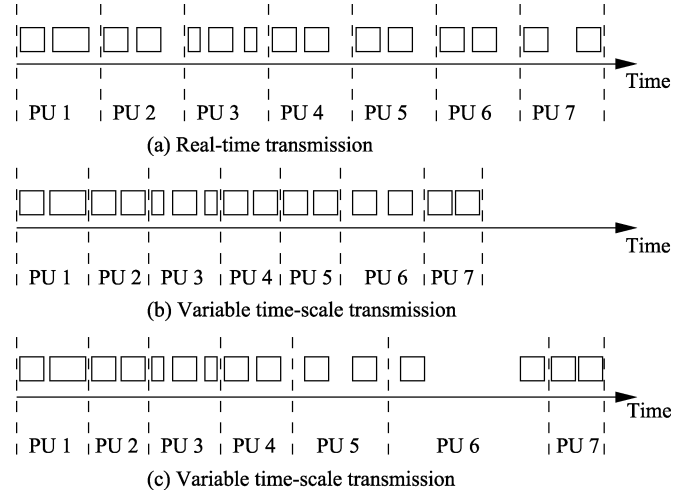 Time
PU 1 PU 2 PU 3 PU 4 PU 5 PU 6 PU 7
(a) Real-time transmission
Time
PU 1 PU 2 PU 3 PU 4 PU 5 PU 6 PU 7
(b) Variable time-scale transmission
Time
PU 1 PU 2 PU 3 PU 4 PU 5 PU 6 PU 7
(c) Variable time-scale transmission